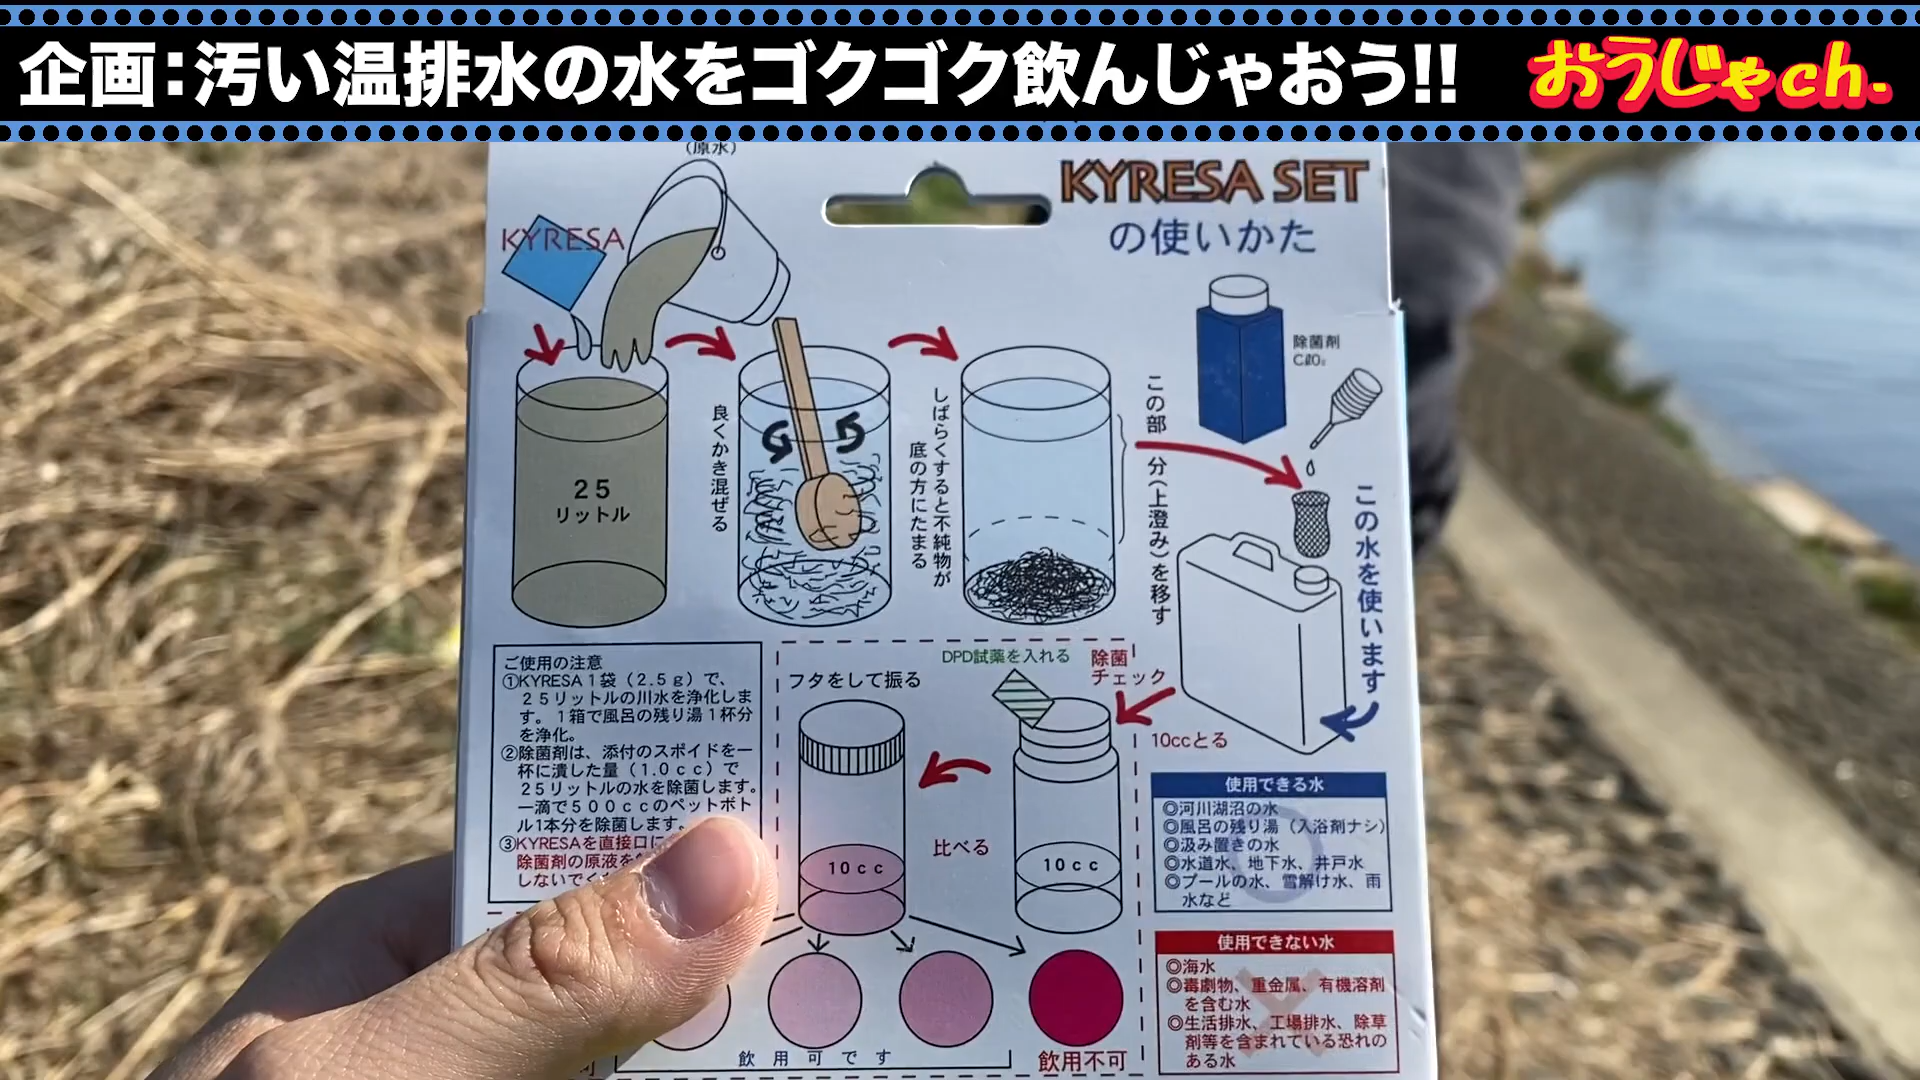 企画:汚い温排水の水をゴクゴク飲んじゃおう!!
おうじゃch.
(原水)
KYRESA SET
の使いかた
KYRESA
25
リットル
良くかき混ぜる
しばらくすると不純物が
底の方にたまる
この部 分(上澄み)を移す
除菌剤
ClO₂
この水を使います
ご使用の注意
①KYRESA1袋(2.5g)で、
25リットルの川水を浄化しま
す。1箱で風呂の残り湯1杯分
を浄化。
②除菌剤は、添付のスポイドを一
杯に潰した量(1.0cc)で
25リットルの水を除菌します。
一滴で500ccのペットボト
ル1本分を除菌します。
③KYRESAを直接口に
除菌剤の原液を
しないでく
フタをして振る
DPD試薬を入れる
除菌
チェック
10ccとる
10cc
比べる
10cc
飲用可です
飲用不可
使用できる水
◎河川湖沼の水
◎風呂の残り湯(入浴剤ナシ)
◎汲み置きの水
◎水道水、地下水、井戸水
◎プールの水、雪解け水、雨
水など
使用できない水
◎海水
◎毒劇物、重金属、有機溶剤
を含む水
◎生活排水、工場排水、除草
剤等を含まれている恐れの
ある水